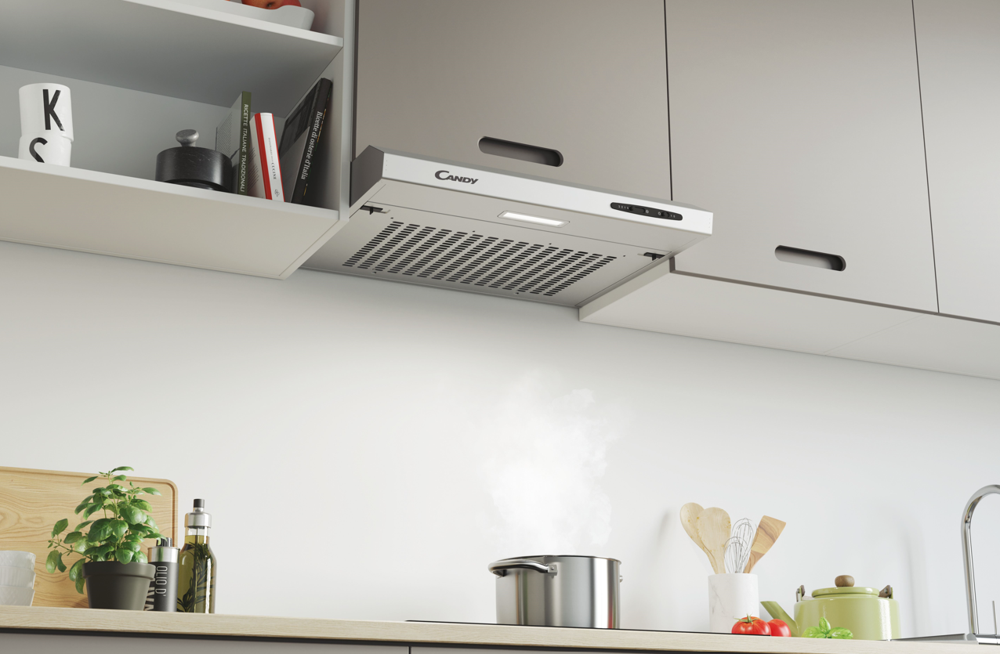 K
S
RICETTE ITALIANE TRADIZIONALI
Ricette di osterie d'Italia
CANDY
OLIO D'